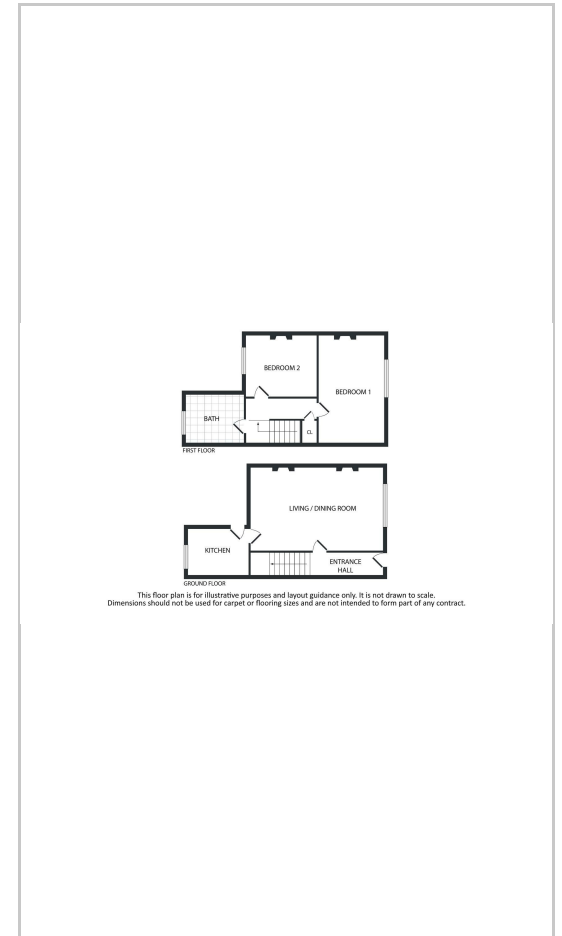 BEDROOM 2
BEDROOM 1
BATH
CL
FIRST FLOOR
LIVING / DINING ROOM
KITCHEN
ENTRANCE
HALL
GROUND FLOOR
This floor plan is for illustrative purposes and layout guidance only. It is not drawn to scale.
Dimensions should not be used for carpet or flooring sizes and are not intended to form part of any contract.